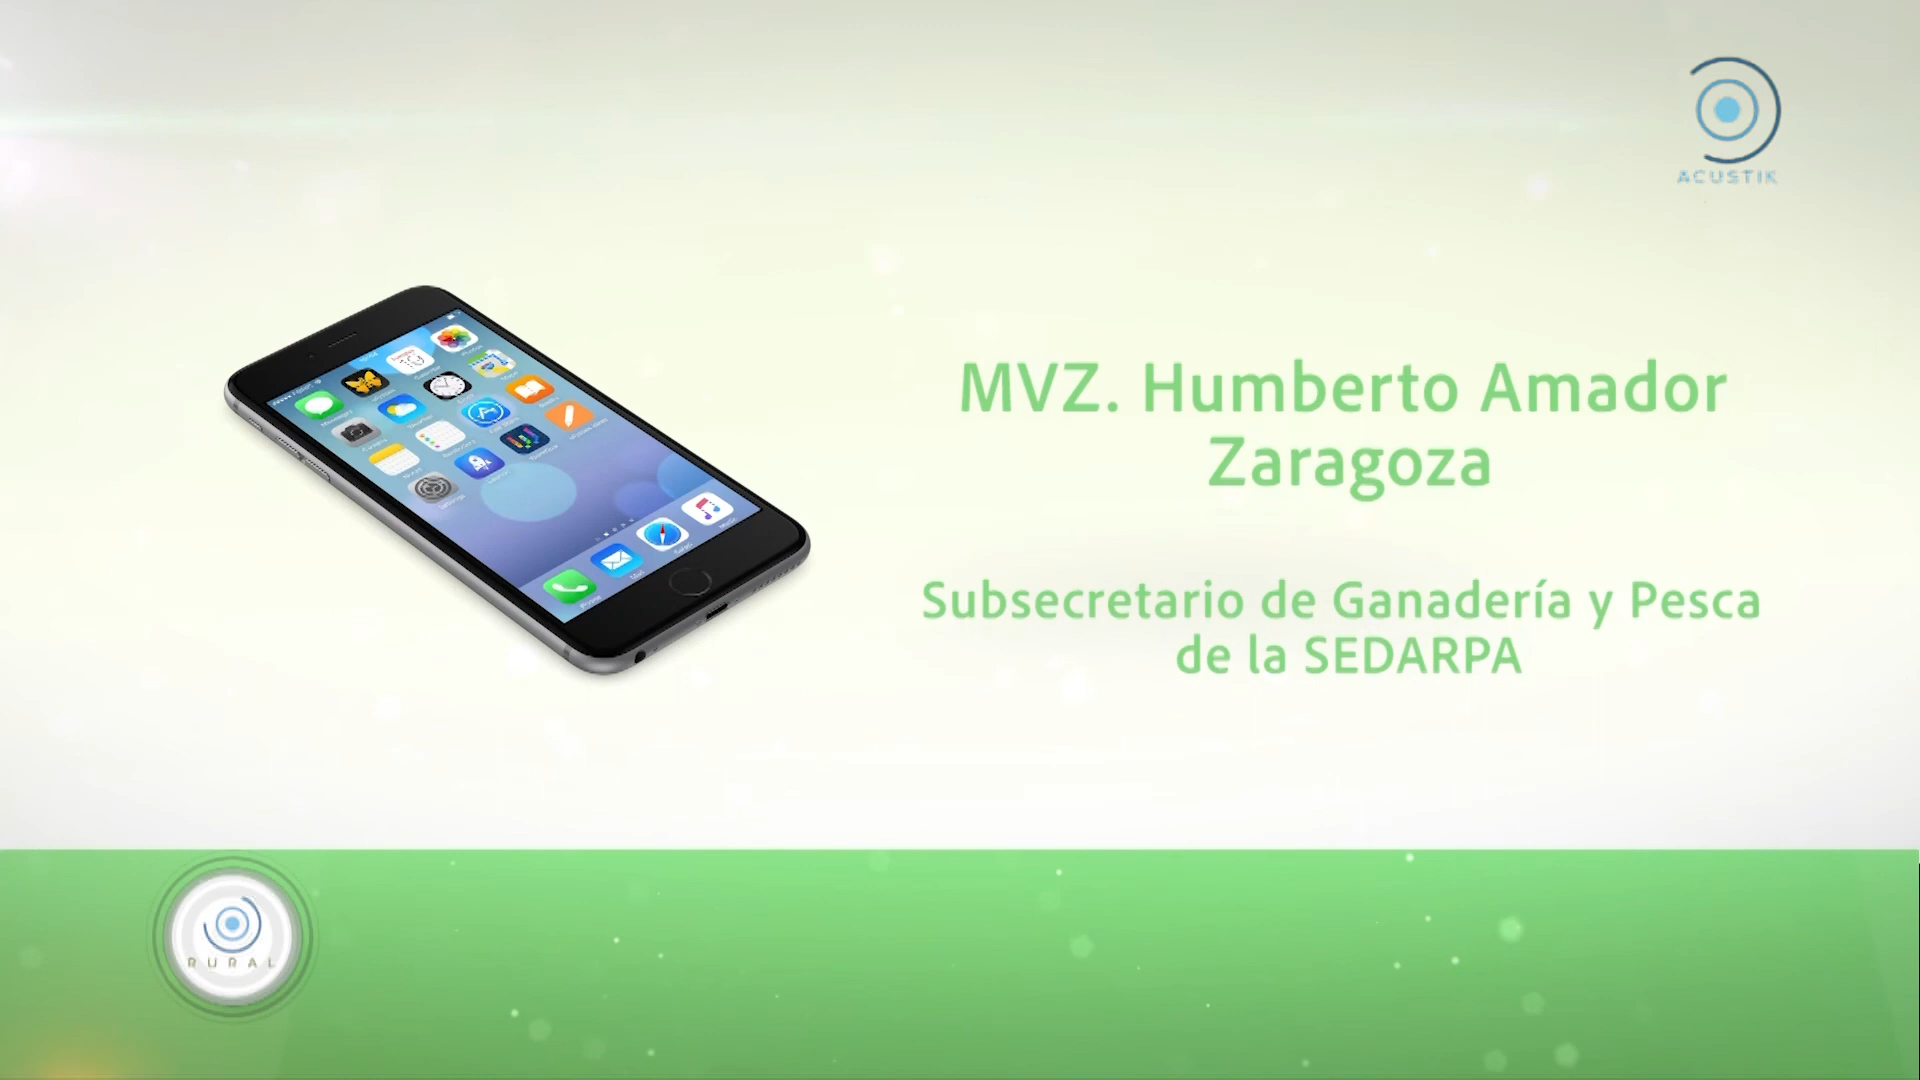 ACUSTIK
MVZ. Humberto Amador
Zaragoza
Subsecretario de Ganadería y Pesca
de la SEDARPA
RURAL